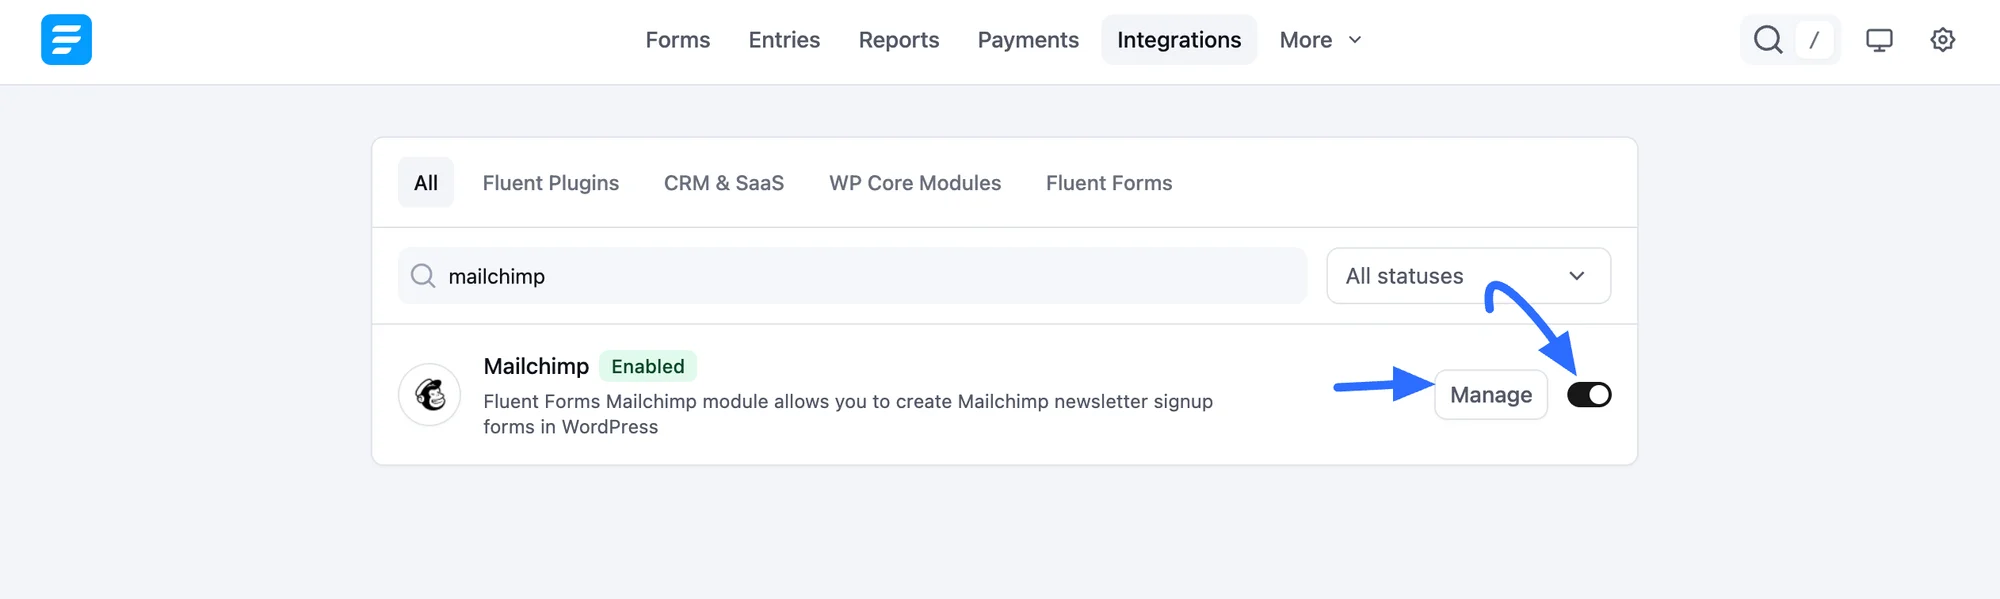 Forms Entries Reports Payments Integrations More /
All Fluent Plugins CRM & SaaS WP Core Modules Fluent Forms
mailchimp All statuses
Mailchimp Enabled
Fluent Forms Mailchimp module allows you to create Mailchimp newsletter signup
forms in WordPress
Manage